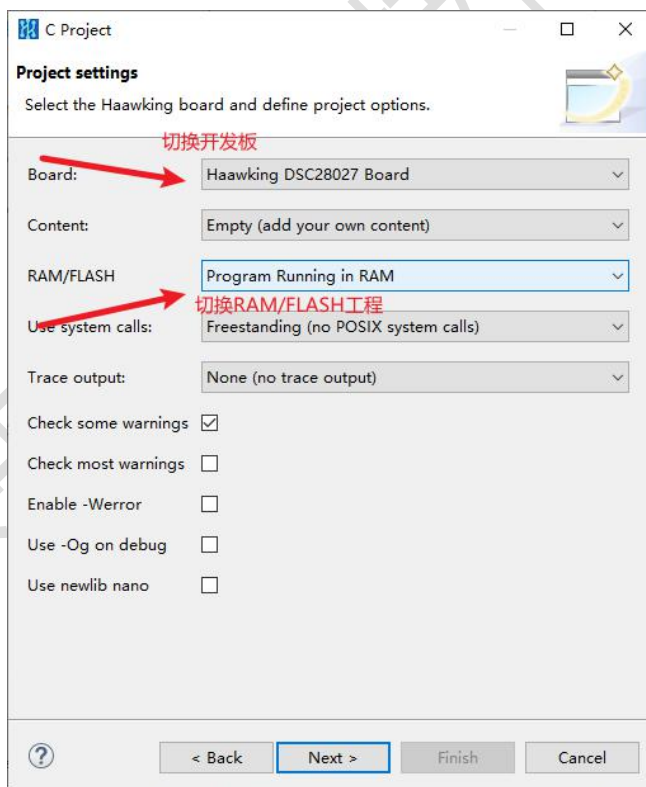 C Project
Project settings
Select the Haawking board and define project options.
切换开发板
Board: Haawking DSC28027 Board
Content: Empty (add your own content)
RAM/FLASH Program Running in RAM
切换RAM/FLASH工程
Use system calls: Freestanding (no POSIX system calls)
Trace output: None (no trace output)
Check some warnings
Check most warnings
Enable -Werror
Use -Og on debug
Use newlib nano
< Back Next > Finish Cancel